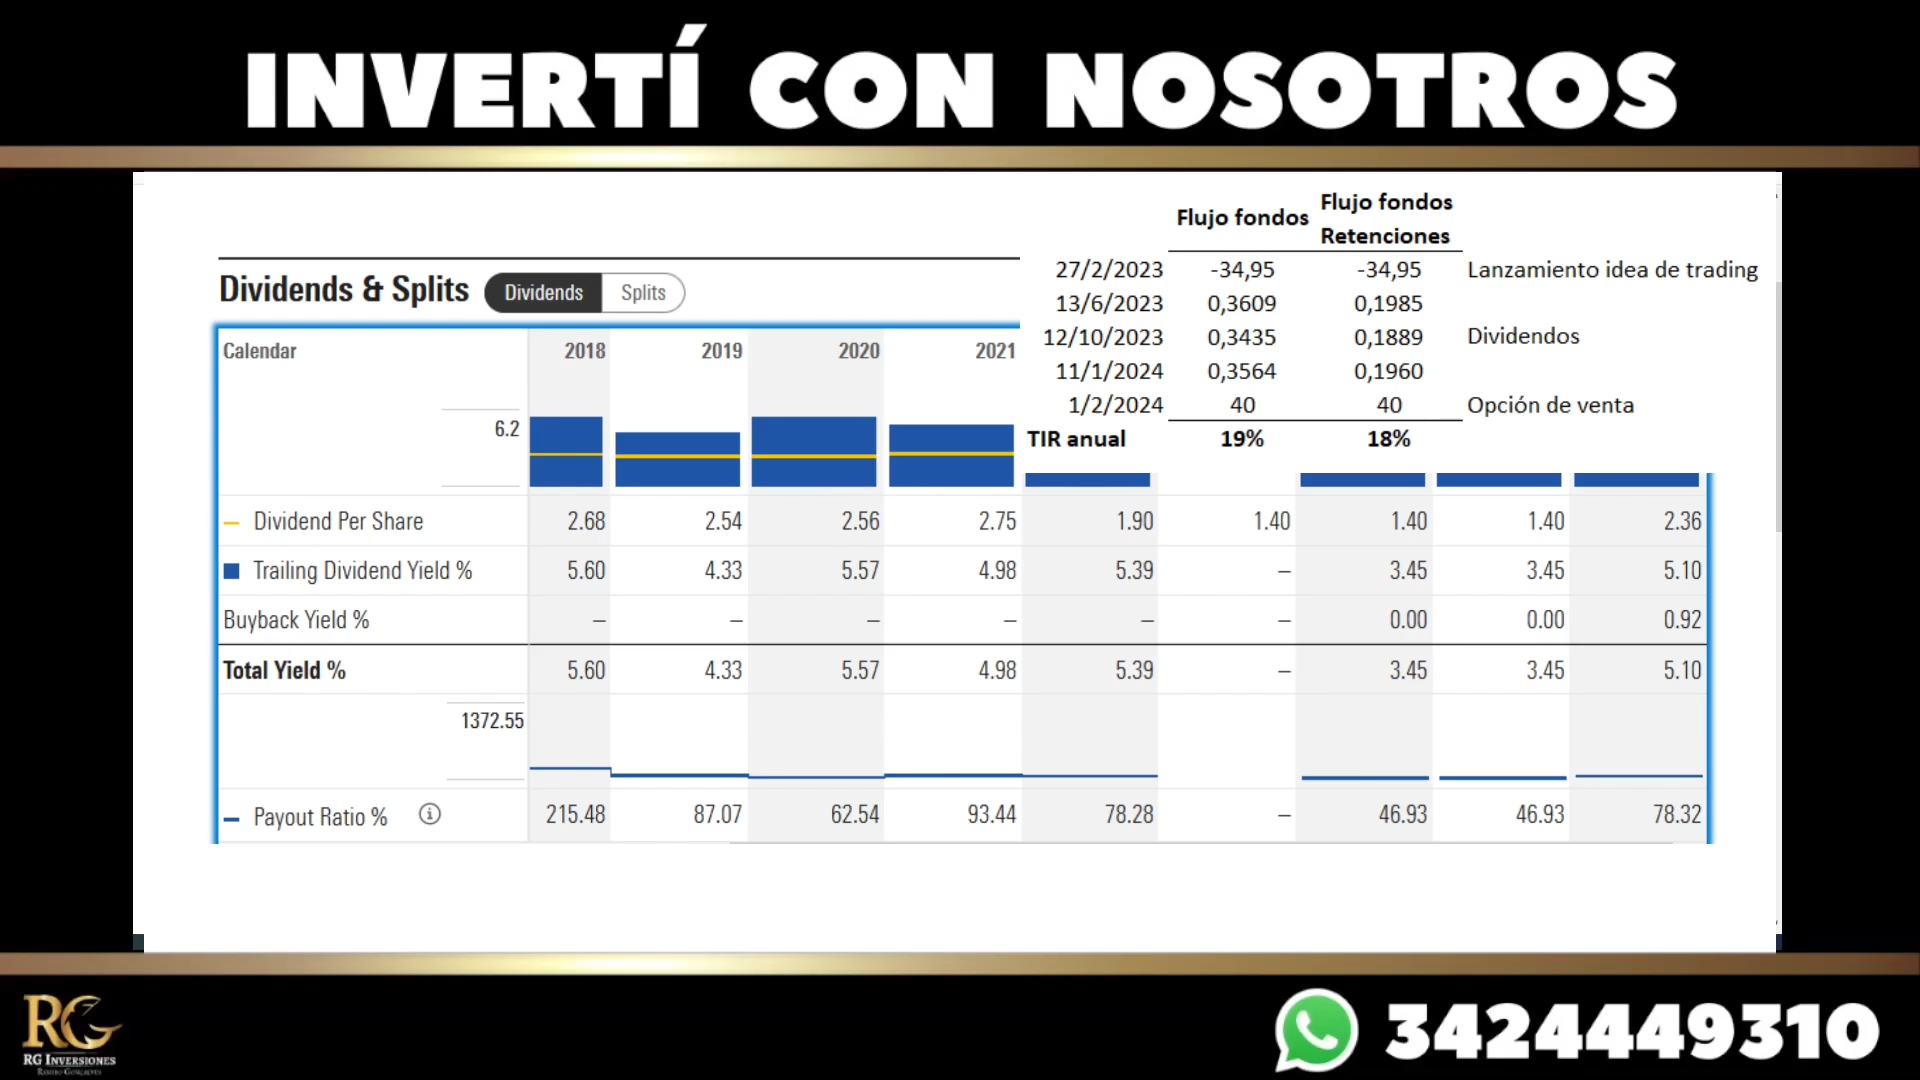 INVERTÍ CON NOSOTROS
Flujo fondos Flujo fondos Retenciones
27/2/2023 -34,95 -34,95 Lanzamiento idea de trading
13/6/2023 0,3609 0,1985
12/10/2023 0,3435 0,1889 Dividendos
11/1/2024 0,3564 0,1960
1/2/2024 40 40 Opción de venta
TIR anual 19% 18%
Dividends & Splits Dividends Splits
Calendar 2018 2019 2020 2021
6.2
Dividend Per Share 2.68 2.54 2.56 2.75 1.90 1.40 1.40 1.40 2.36
Trailing Dividend Yield % 5.60 4.33 5.57 4.98 5.39 – 3.45 3.45 5.10
Buyback Yield % – – – – – – 0.00 0.00 0.92
Total Yield % 5.60 4.33 5.57 4.98 5.39 – 3.45 3.45 5.10
1372.55
Payout Ratio % 215.48 87.07 62.54 93.44 78.28 – 46.93 46.93 78.32
RG
RG INVERSIONES
3424449310